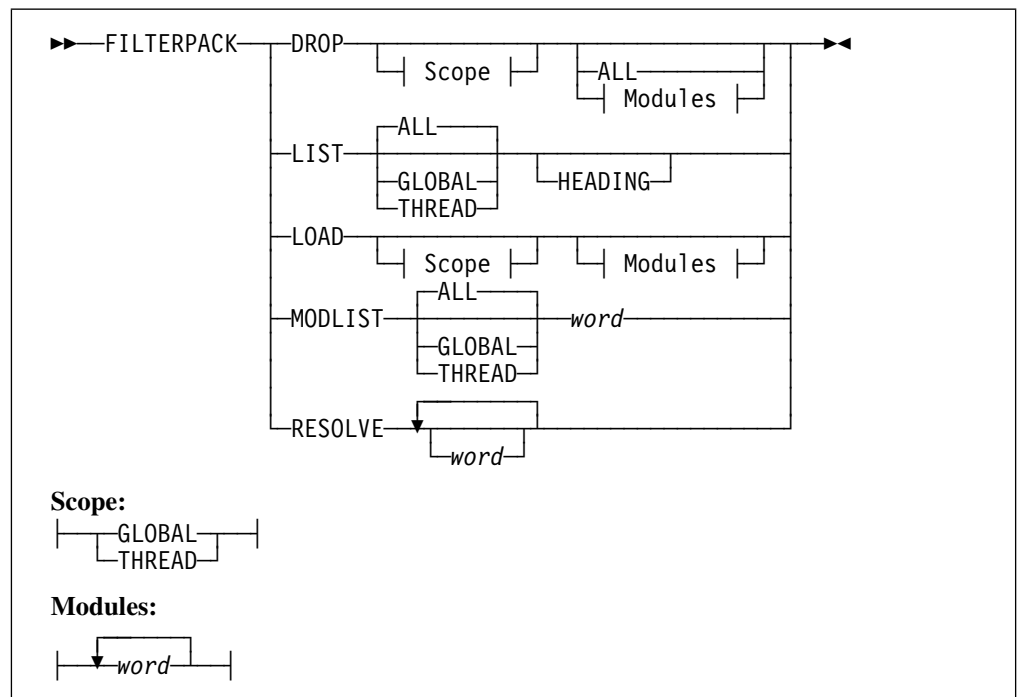 FILTERPACK DROP
Scope ALL
Modules
ALL
LIST
GLOBAL HEADING
THREAD
LOAD
Scope Modules
ALL
MODLIST word
GLOBAL
THREAD
RESOLVE
word
Scope:
GLOBAL
THREAD
Modules:
word